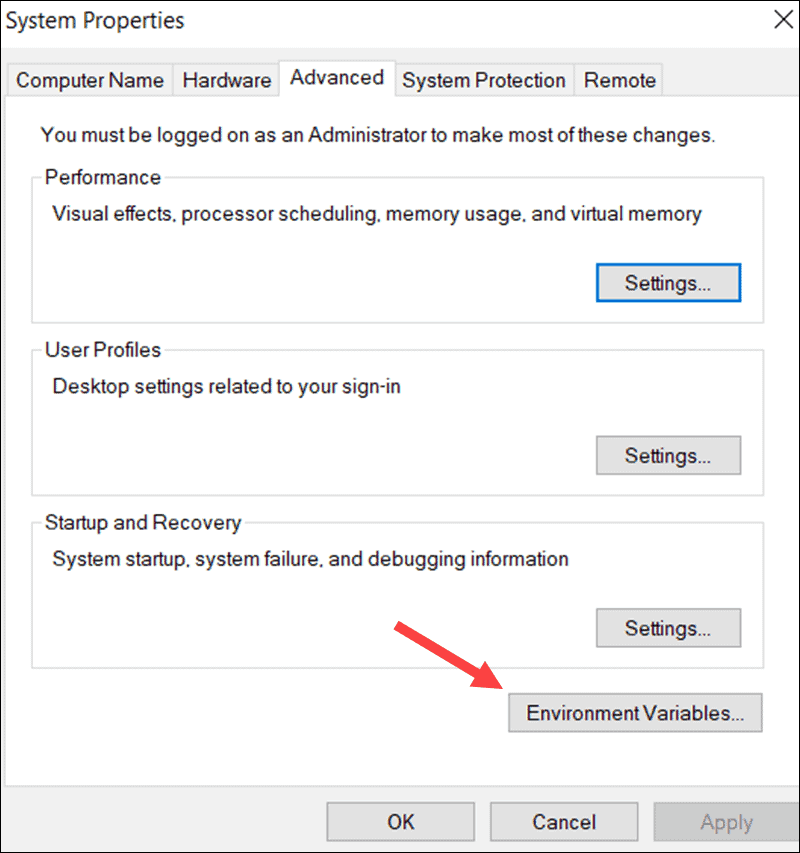 System Properties
Computer Name
Hardware
Advanced
System Protection
Remote
You must be logged on as an Administrator to make most of these changes.
Performance
Visual effects, processor scheduling, memory usage, and virtual memory
Settings...
User Profiles
Desktop settings related to your sign-in
Settings...
Startup and Recovery
System startup, system failure, and debugging information
Settings...
Environment Variables...
OK
Cancel
Apply